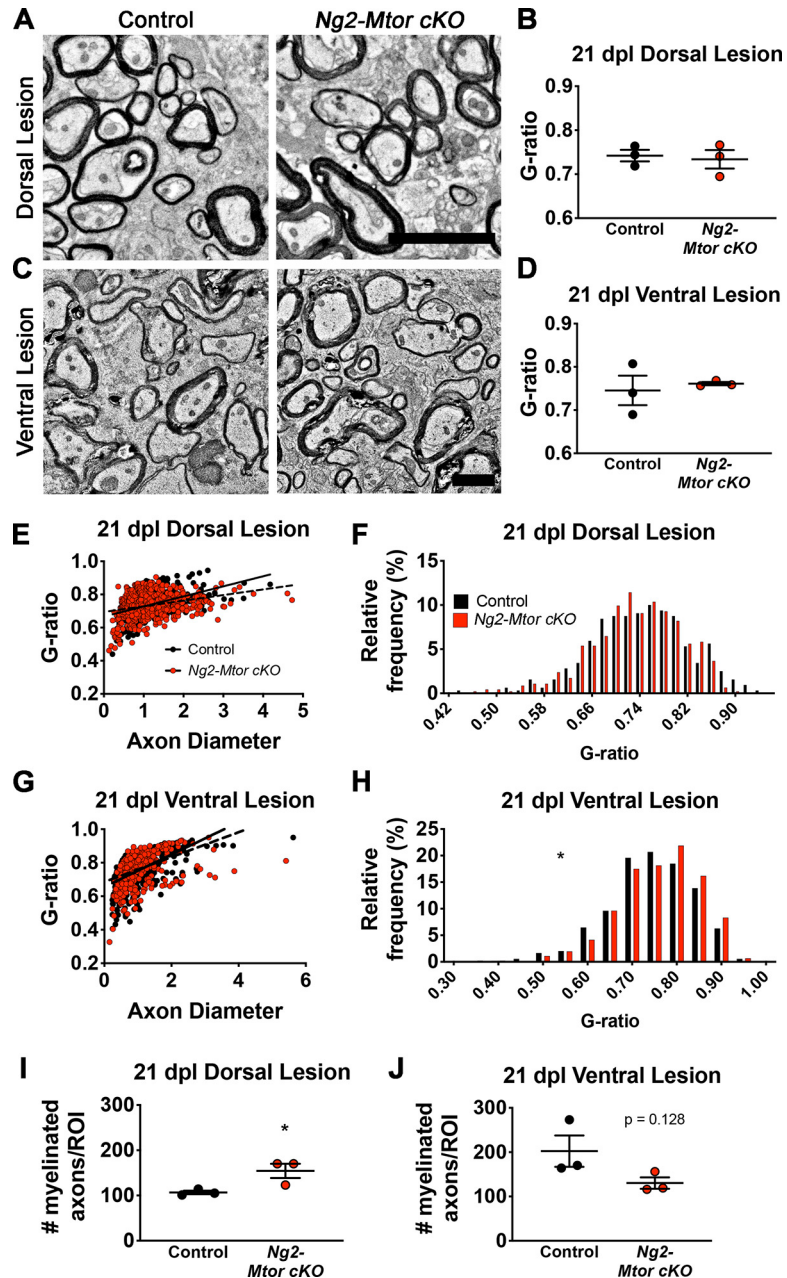 A
Control
Ng2-Mtor cKO
Dorsal Lesion
B
21 dpl Dorsal Lesion
G-ratio
0.9
0.8
0.7
0.6
Control
Ng2-
Mtor cKO
C
Ventral Lesion
D
21 dpl Ventral Lesion
G-ratio
0.9
0.8
0.7
0.6
Control
Ng2-
Mtor cKO
E
21 dpl Dorsal Lesion
G-ratio
1.0
0.8
0.6
0.4
0.2
Control
Ng2-Mtor cKO
0 1 2 3 4 5
Axon Diameter
F
21 dpl Dorsal Lesion
Relative
frequency (%)
15
10
5
0
Control
Ng2-Mtor cKO
0.42 0.50 0.58 0.66 0.74 0.82 0.90
G-ratio
G
21 dpl Ventral Lesion
G-ratio
1.0
0.8
0.6
0.4
0.2
0 2 4 6
Axon Diameter
H
21 dpl Ventral Lesion
Relative
frequency (%)
25
20
15
10
5
0
*
0.30 0.40 0.50 0.60 0.70 0.80 0.90 1.00
G-ratio
I
21 dpl Dorsal Lesion
# myelinated
axons/ROI
300
200
100
0
*
Control
Ng2-
Mtor cKO
J
21 dpl Ventral Lesion
# myelinated
axons/ROI
300
200
100
0
p = 0.128
Control
Ng2-
Mtor cKO